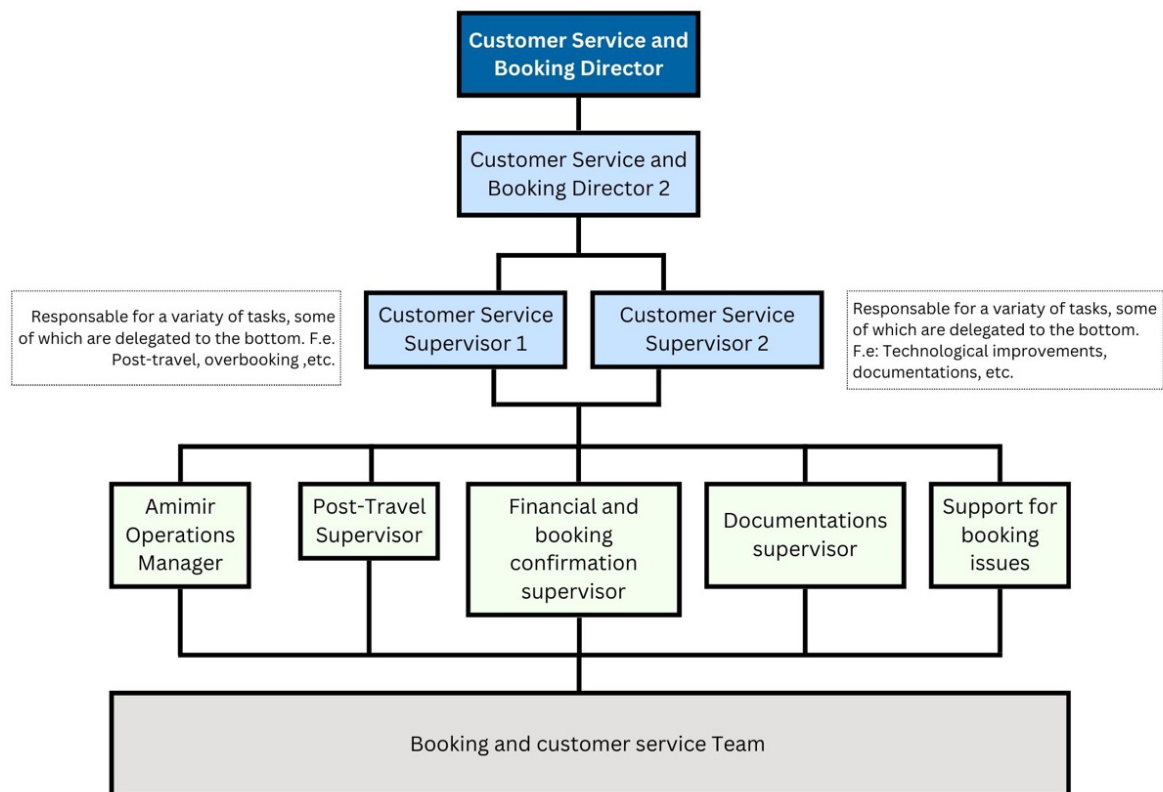 Customer Service and
Booking Director
Customer Service and
Booking Director 2
Responsable for a variaty of tasks, some
of which are delegated to the bottom. F.e.
Post-travel, overbooking ,etc.
Customer Service
Supervisor 1
Customer Service
Supervisor 2
Responsable for a variaty of tasks, some
of which are delegated to the bottom.
F.e: Technological improvements,
documentations, etc.
Amimir
Operations
Manager
Post-Travel
Supervisor
Financial and
booking
confirmation
supervisor
Documentations
supervisor
Support for
booking
issues
Booking and customer service Team